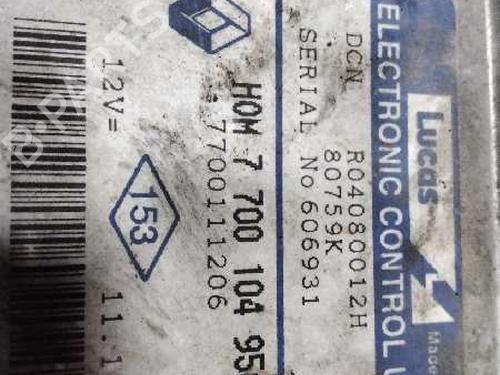 ELECTRONIC CONTROL U
Lucas
R04080012H
DCN 80759K
SERIAL No 606931
HOM 7 700 104 95
7700111206
153
12V=
11.1